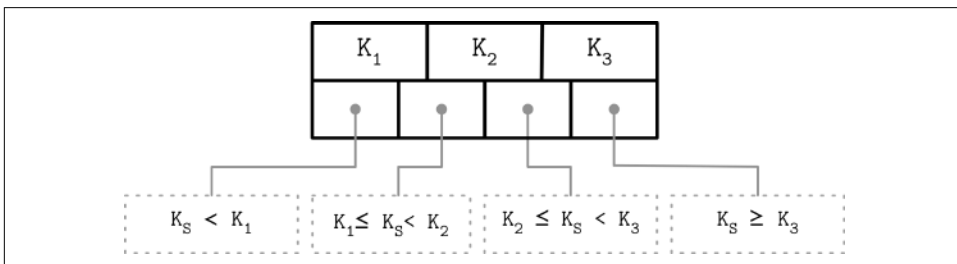 K₁ K₂ K₃
Kₛ < K₁ K₁≤ Kₛ< K₂ K₂ ≤ Kₛ < K₃ Kₛ ≥ K₃